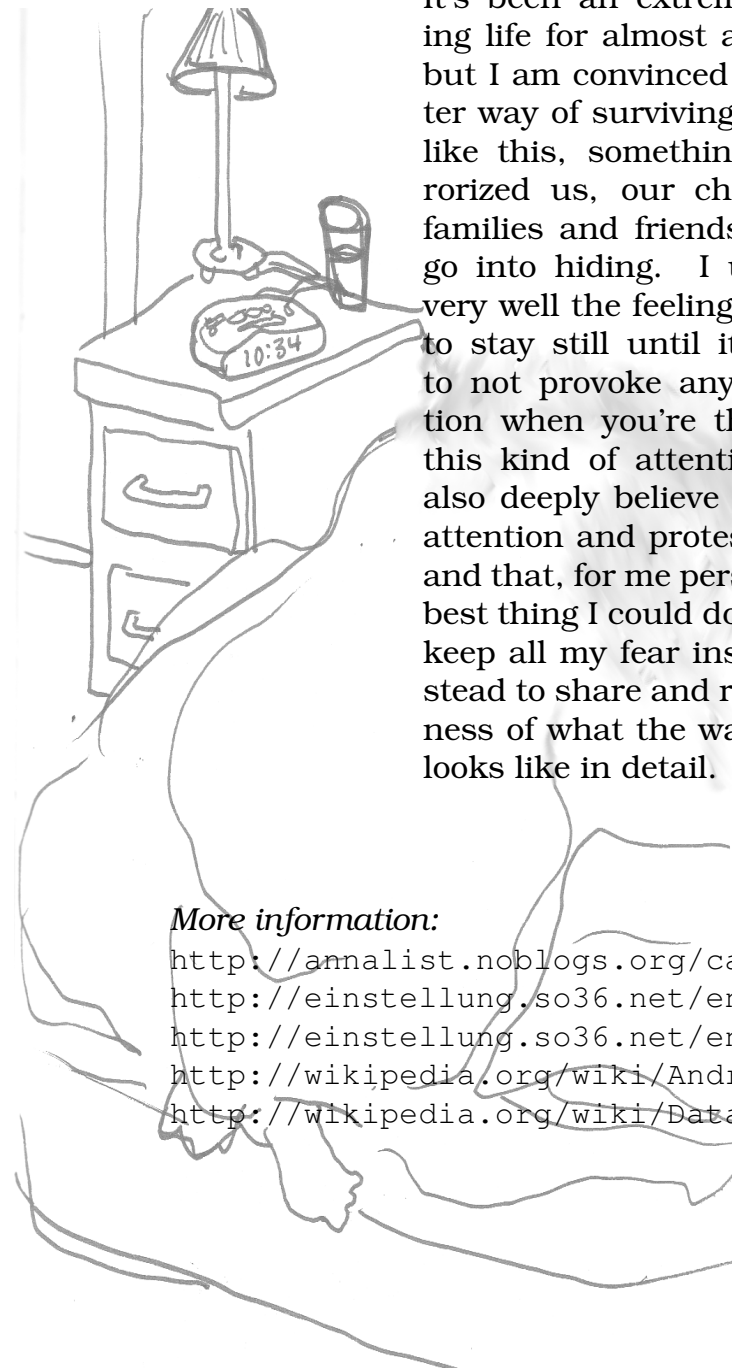 It's been an extrem
ing life for almost a
but I am convinced
ter way of surviving
like this, somethin
rorized us, our ch
families and friends
go into hiding. I u
very well the feeling
to stay still until it
to not provoke any
tion when you're th
this kind of attenti
also deeply believe
attention and protes
and that, for me pers
best thing I could do
keep all my fear ins
stead to share and r
ness of what the wa
looks like in detail.
10:34
More information:
http://annalist.noblogs.org/ca
http://einstellung.so36.net/en
http://einstellung.so36.net/en
http://wikipedia.org/wiki/Andr
http://wikipedia.org/wiki/Data